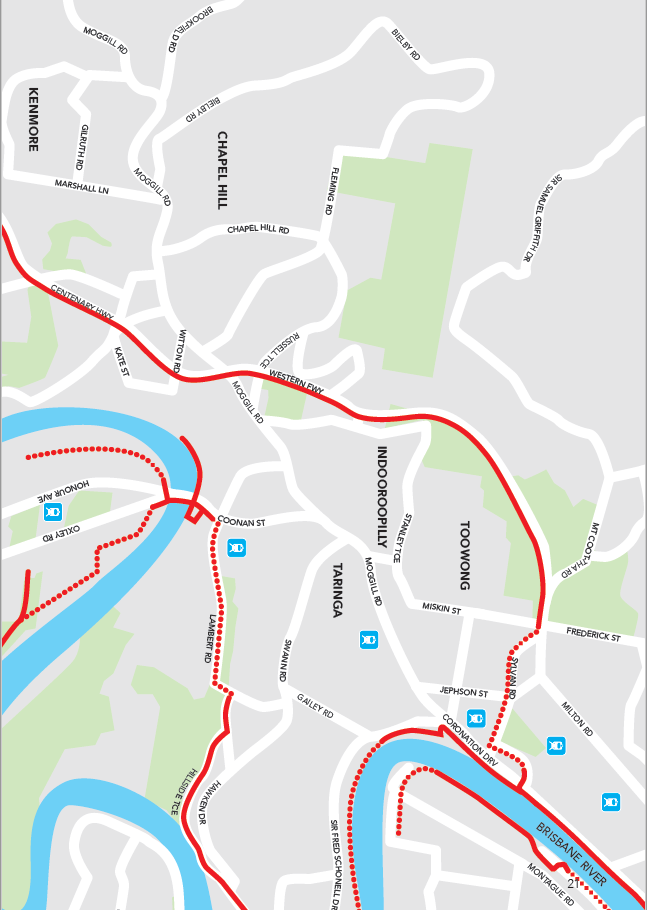 MOGGILL RD
BROOKFIELD RD
BIELBY RD
KENMORE
GILRUTH RD
BIELBY RD
CHAPEL HILL
MARSHALL LN
MOGGILL RD
FLEMING RD
SIR SAMUEL GRIFFITH DR
CHAPEL HILL RD
CENTENARY HWY
KATE ST
WITTON RD
RUSSELL TCE
WESTERN FWY
MOGGILL RD
INDOOROOPILLY
HONOUR AVE
OXLEY RD
COONAN ST
STANLEY TCE
TOOWONG
MT COOT-THA RD
TARINGA
MOGGILL RD
MISKIN ST
FREDERICK ST
LAMBERT RD
SWANN RD
SYLVAN RD
JEPHSON ST
GAILEY RD
CORONATION DRV
MILTON RD
HILLSIDE TCE
HAWKEN DR
SIR FRED SCHONELL DR
BRISBANE RIVER
MONTAGUE RD
21